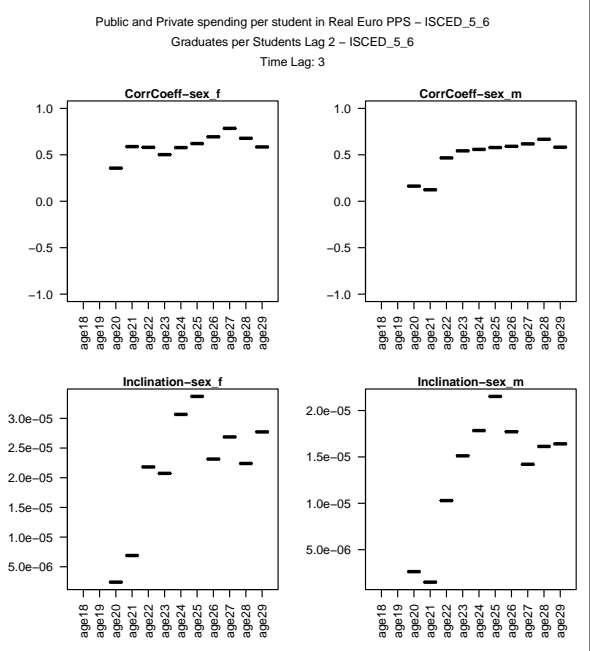 Public and Private spending per student in Real Euro PPS − ISCED_5_6
Graduates per Students Lag 2 − ISCED_5_6
Time Lag: 3
CorrCoeff−sex_f
1.0
0.5
0.0
−0.5
−1.0
age18
age19
age20
age21
age22
age23
age24
age25
age26
age27
age28
age29
CorrCoeff−sex_m
1.0
0.5
0.0
−0.5
−1.0
age18
age19
age20
age21
age22
age23
age24
age25
age26
age27
age28
age29
Inclination−sex_f
3.0e−05
2.5e−05
2.0e−05
1.5e−05
1.0e−05
5.0e−06
age18
age19
age20
age21
age22
age23
age24
age25
age26
age27
age28
age29
Inclination−sex_m
2.0e−05
1.5e−05
1.0e−05
5.0e−06
age18
age19
age20
age21
age22
age23
age24
age25
age26
age27
age28
age29